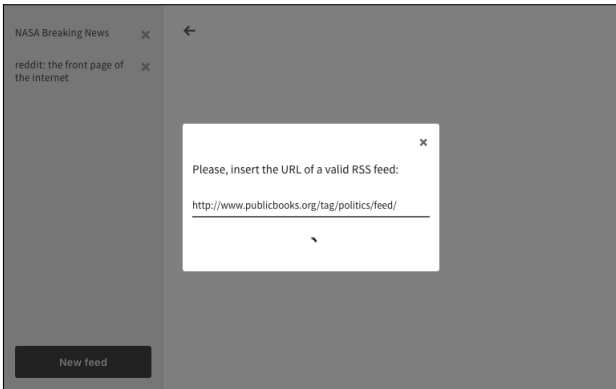 NASA Breaking News
reddit: the front page of
the internet
Please, insert the URL of a valid RSS feed:
http://www.publicbooks.org/tag/politics/feed/
New feed